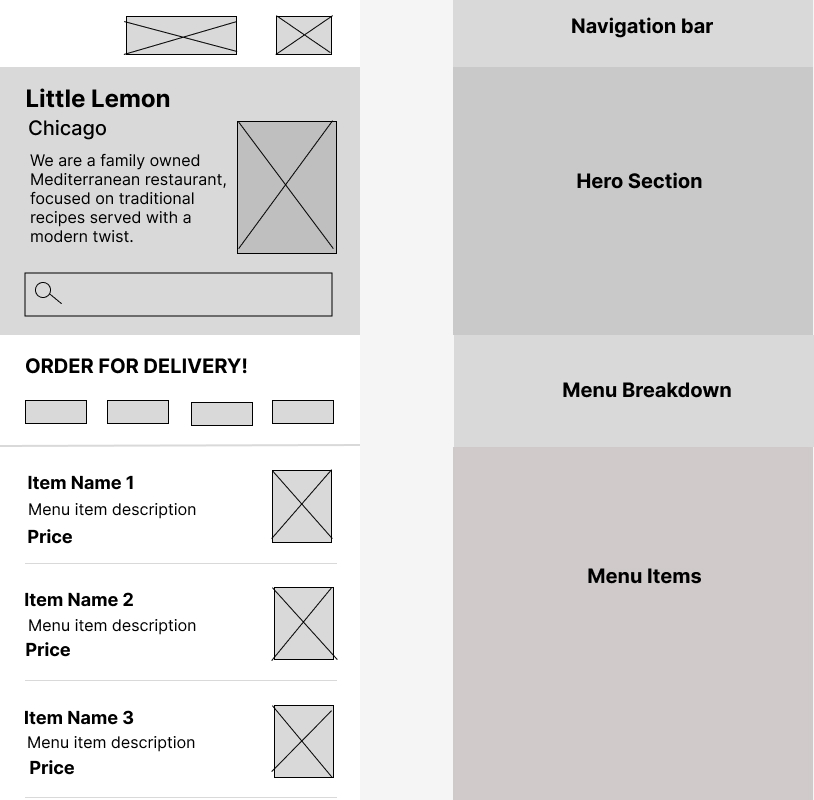 Little Lemon
Chicago
We are a family owned
Mediterranean restaurant,
focused on traditional
recipes served with a
modern twist.
ORDER FOR DELIVERY!
Item Name 1
Menu item description
Price
Item Name 2
Menu item description
Price
Item Name 3
Menu item description
Price
Navigation bar
Hero Section
Menu Breakdown
Menu Items